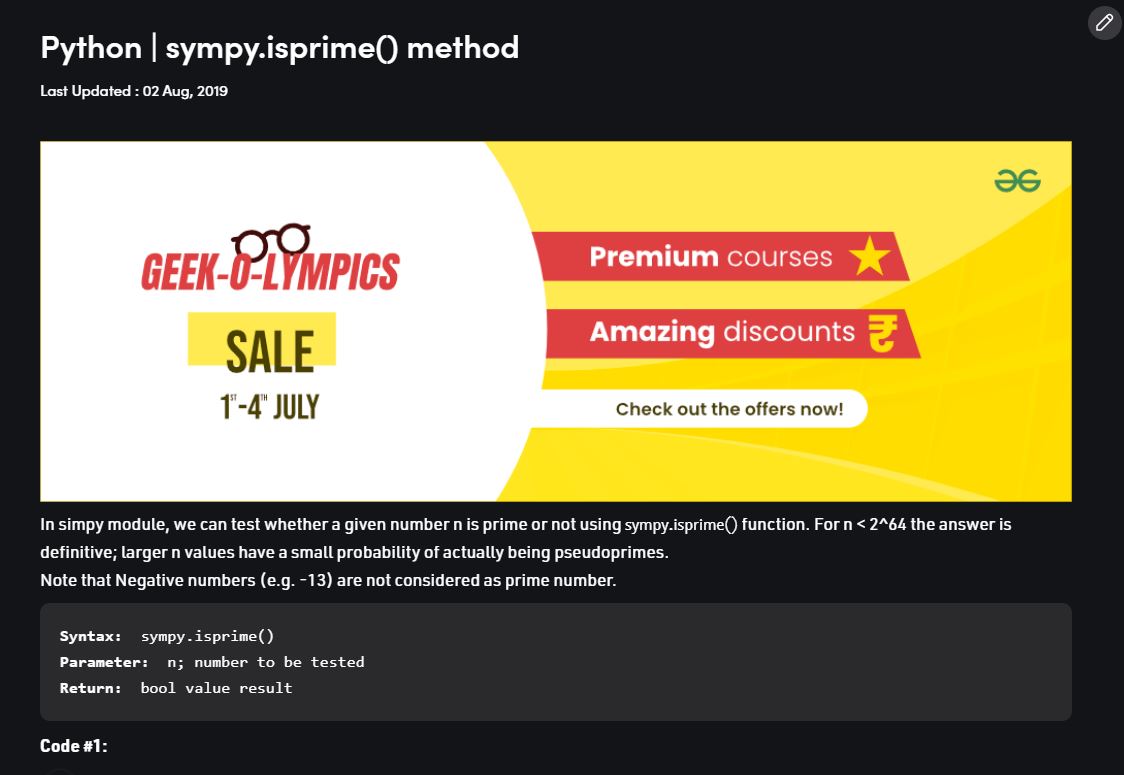 Python | sympy.isprime() method
Last Updated : 02 Aug, 2019
GEEK-O-LYMPICS
SALE
1ST-4TH JULY
Premium courses
Amazing discounts ₹
Check out the offers now!
In simpy module, we can test whether a given number n is prime or not using sympy.isprime() function. For n < 2^64 the answer is
definitive; larger n values have a small probability of actually being pseudoprimes.
Note that Negative numbers (e.g. -13) are not considered as prime number.
Syntax:  sympy.isprime()
Parameter:  n; number to be tested
Return:  bool value result
Code #1: